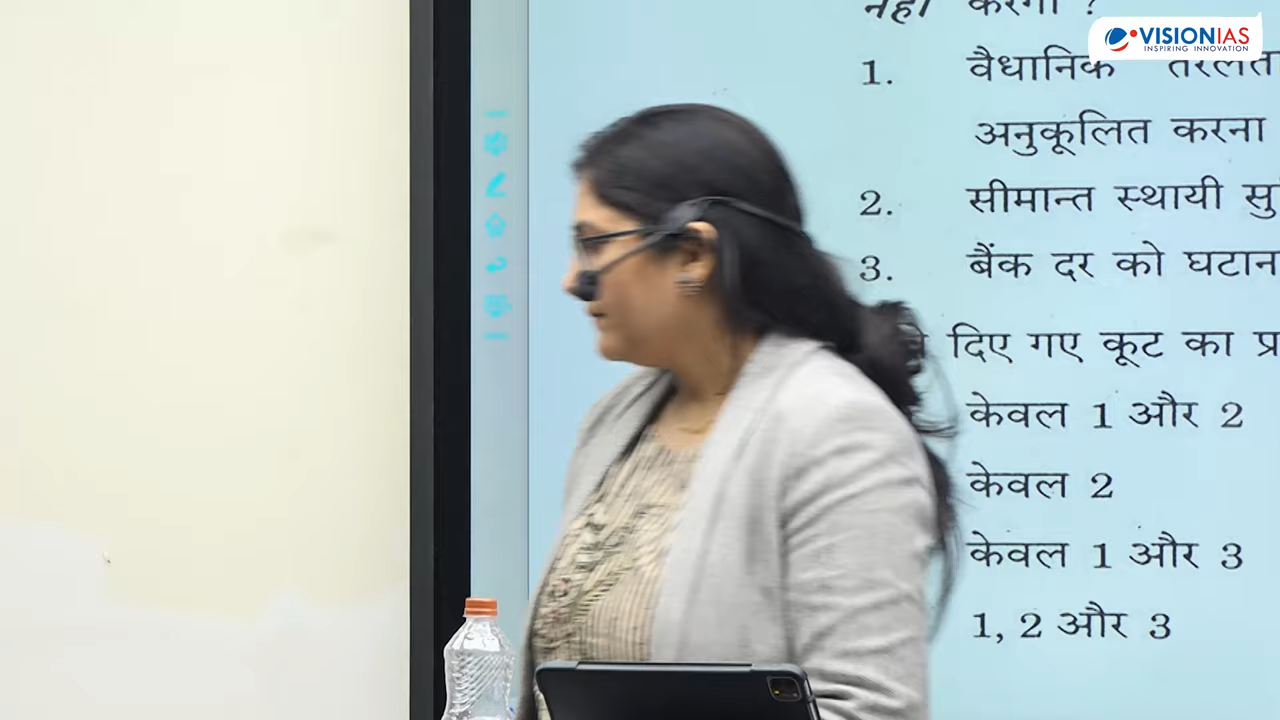 नहीं करेगा ?
VISIONIAS
INSPIRING INNOVATION
1. वैधानिक तरलता
अनुकूलित करना
2. सीमान्त स्थायी
3. बैंक दर को
दिए गए कूट का
केवल 1 और 2
केवल 2
केवल 1 और 3
1, 2 और 3